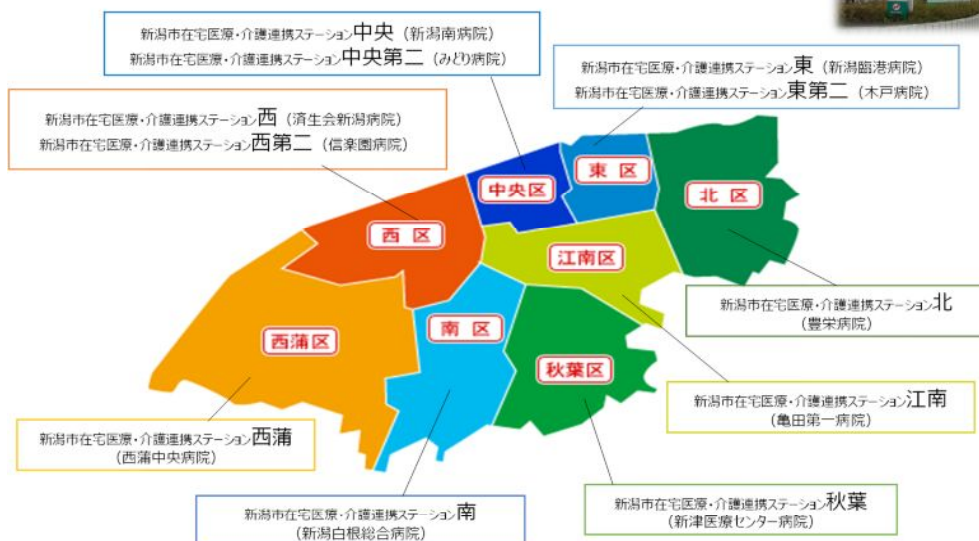 新潟市在宅医療・介護連携ステーション中央（新潟南病院）
新潟市在宅医療・介護連携ステーション中央第二（みどり病院）
新潟市在宅医療・介護連携ステーション東（新潟臨港病院）
新潟市在宅医療・介護連携ステーション東第二（木戸病院）
新潟市在宅医療・介護連携ステーション西（済生会新潟病院）
新潟市在宅医療・介護連携ステーション西第二（信楽園病院）
中央区
東区
北区
西区
江南区
新潟市在宅医療・介護連携ステーション北
（豊栄病院）
西蒲区
南区
秋葉区
新潟市在宅医療・介護連携ステーション江南
（亀田第一病院）
新潟市在宅医療・介護連携ステーション西蒲
（西蒲中央病院）
新潟市在宅医療・介護連携ステーション南
（新潟白根総合病院）
新潟市在宅医療・介護連携ステーション秋葉
（新津医療センター病院）